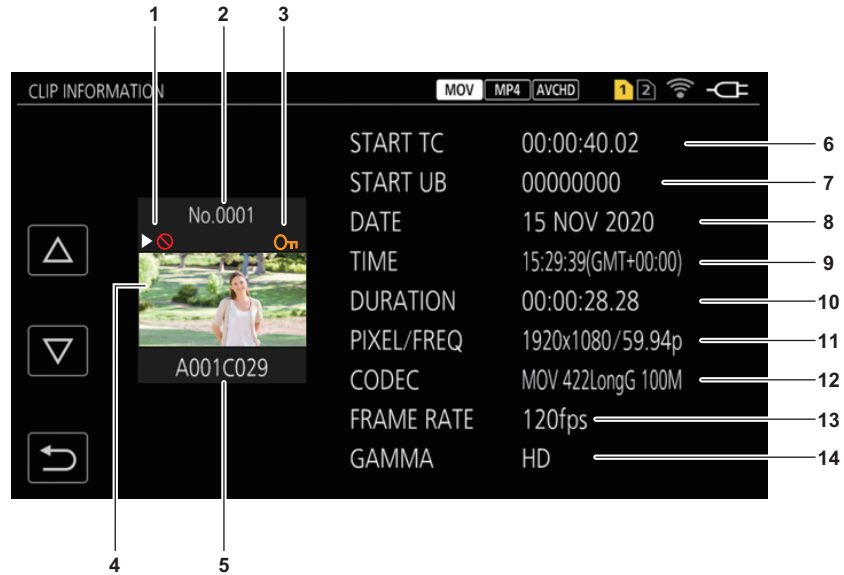 1 2 3
CLIP INFORMATION MOV MP4 AVCHD 1 2
START TC 00:00:40.02 6
START UB 00000000 7
No.0001
DATE 15 NOV 2020 8
TIME 15:29:39(GMT+00:00) 9
DURATION 00:00:28.28 10
PIXEL/FREQ 1920x1080/59.94p 11
A001C029
CODEC MOV 422LongG 100M 12
FRAME RATE 120fps 13
GAMMA HD 14
4 5